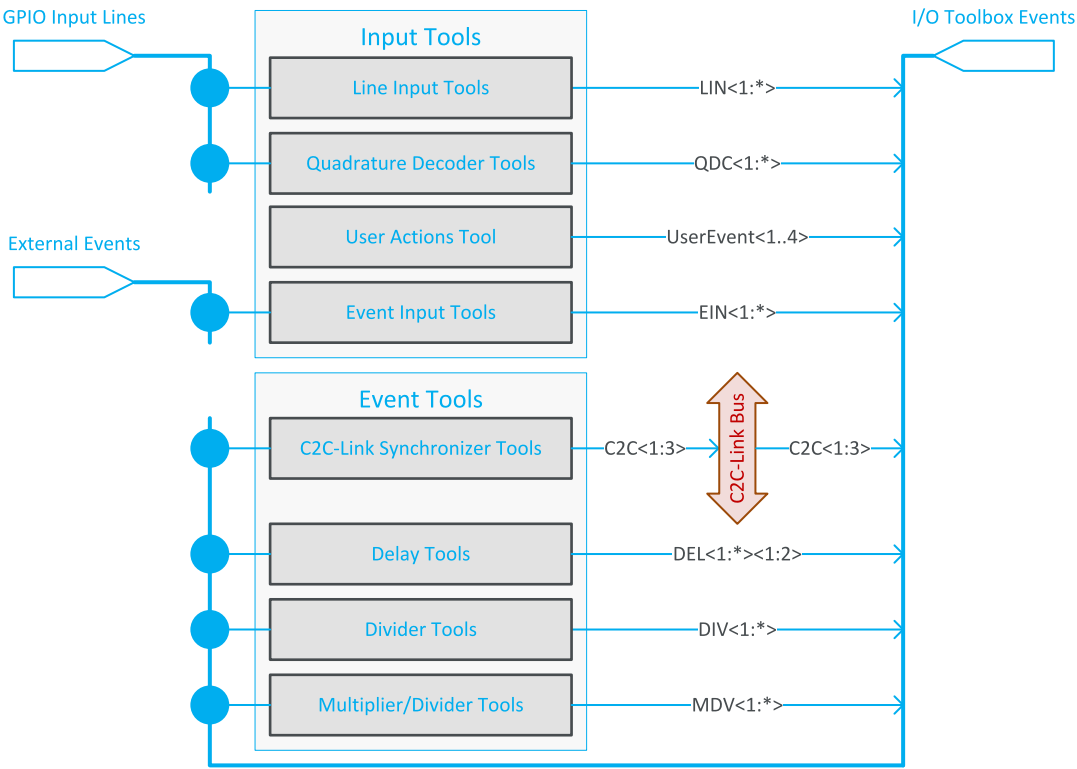 GPIO Input Lines
I/O Toolbox Events
Input Tools
Line Input Tools
LIN<1:*>
Quadrature Decoder Tools
QDC<1:*>
User Actions Tool
UserEvent<1..4>
External Events
Event Input Tools
EIN<1:*>
Event Tools
C2C-Link Synchronizer Tools
C2C<1:3>
C2C-Link Bus
C2C<1:3>
Delay Tools
DEL<1:*><1:2>
Divider Tools
DIV<1:*>
Multiplier/Divider Tools
MDV<1:*>